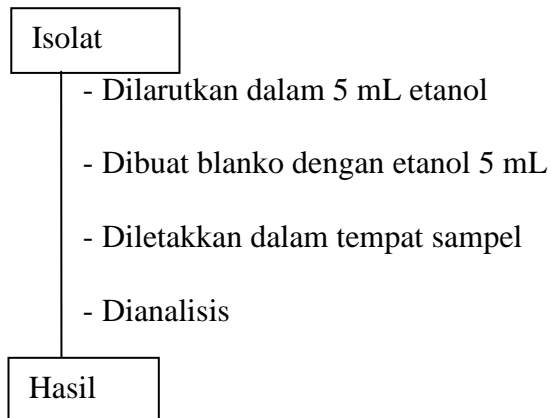 Isolat
- Dilarutkan dalam 5 mL etanol
- Dibuat blanko dengan etanol 5 mL
- Diletakkan dalam tempat sampel
- Dianalisis
Hasil